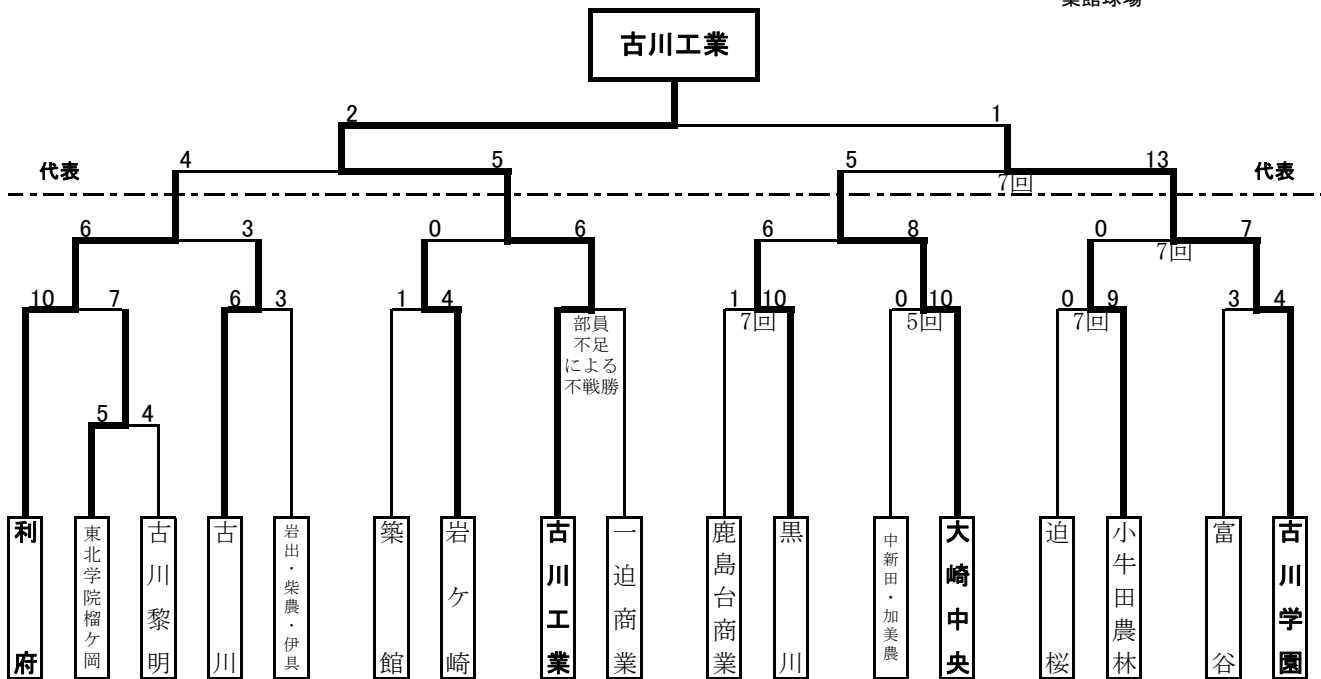 築館球場
古川工業
2
1
4
5
5
13
代表
代表
7回
6
3
0
6
6
8
0
7
7回
10
7
6
3
1
4
1
10
0
10
0
9
3
4
7回
5回
7回
部員
不足
による
不戦勝
5
4
利府
東北学院榴ケ岡
古川黎明
古川
岩出・柴農・伊具
築館
岩ケ崎
古川工業
一迫商業
鹿島台商業
黒川
中新田・加美農
大崎中央
迫桜
小牛田農林
富谷
古川学園